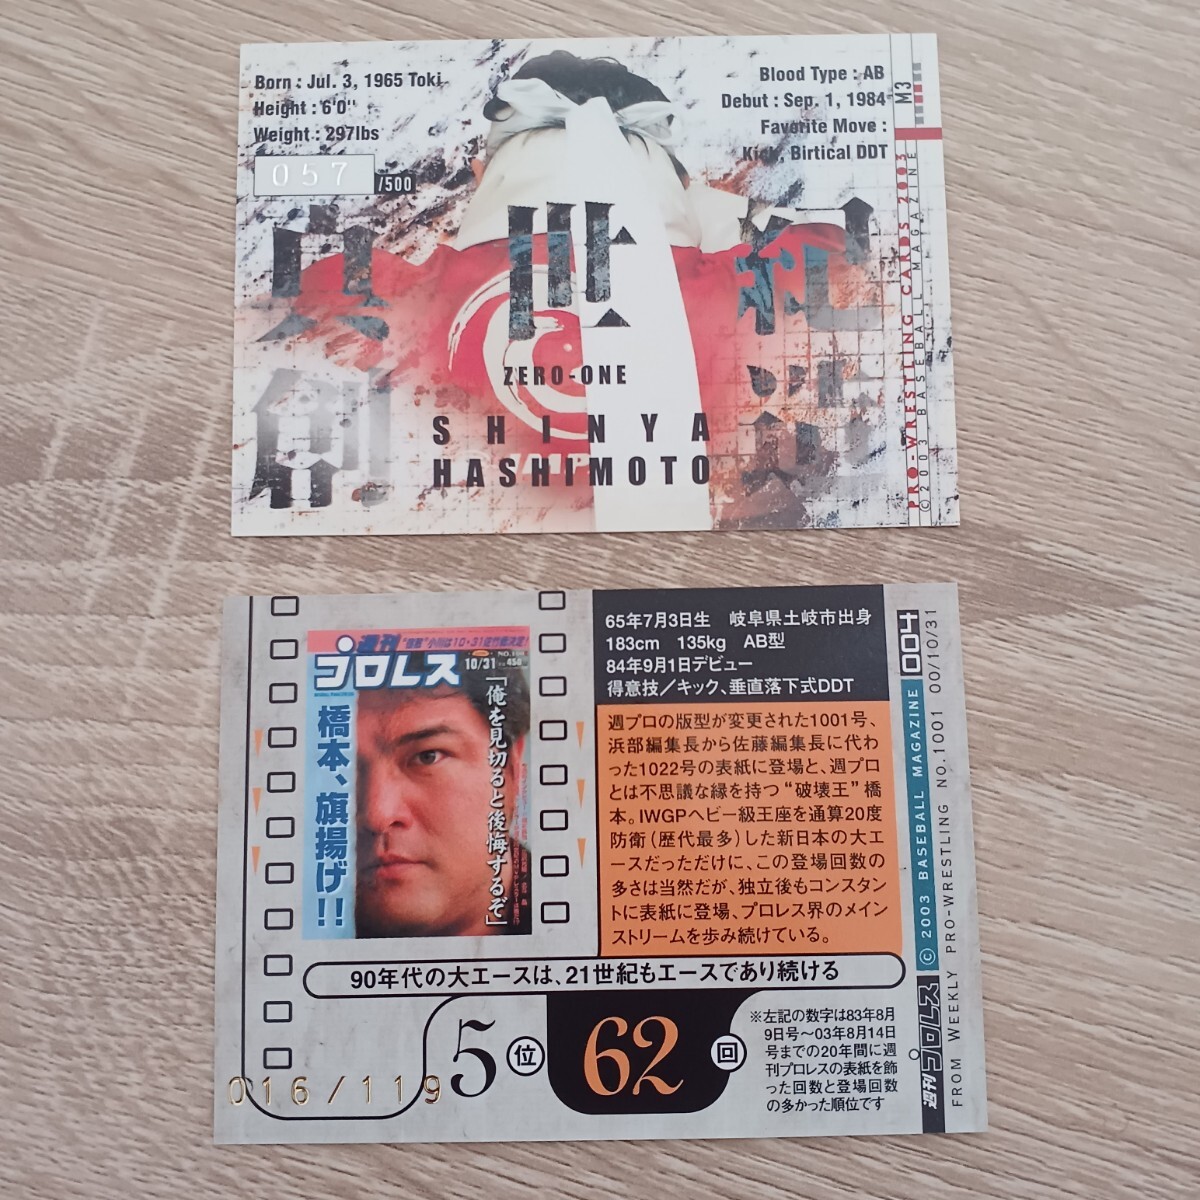 Born : Jul. 3, 1965 Toki
Height : 6'0"
Weight : 297lbs
057/500
Blood Type : AB
Debut : Sep. 1, 1984
Favorite Move :
Kick, Birtical DDT
M3
PRO-WRESTLING CARDS 2003
©2003 BASEBALL MAGAZINE
真世紀
創造
ZERO-ONE
SHINYA
HASHIMOTO
週刊
プロレス
10/31
450
橋本、旗揚げ!!
「俺を見切ると後悔するぞ」
65年7月3日生 岐阜県土岐市出身
183cm 135kg AB型
84年9月1日デビュー
得意技／キック、垂直落下式DDT
週プロの版型が変更された1001号、
浜部編集長から佐藤編集長に代わ
った1022号の表紙に登場と、週プロ
とは不思議な縁を持つ“破壊王”橋
本。IWGPヘビー級王座を通算20度
防衛（歴代最多）した新日本の大エ
ースだっただけに、この登場回数の
多さは当然だが、独立後もコンスタン
トに表紙に登場、プロレス界のメイン
ストリームを歩み続けている。
90年代の大エースは、21世紀もエースであり続ける
5位
62回
※左記の数字は83年8月
9日号〜03年8月14日
号までの20年間に週
刊プロレスの表紙を飾
った回数と登場回数
の多かった順位です
016/119
004
© 2003 BASEBALL MAGAZINE
週刊プロレス
FROM WEEKLY PRO-WRESTLING NO.1001 00/10/31